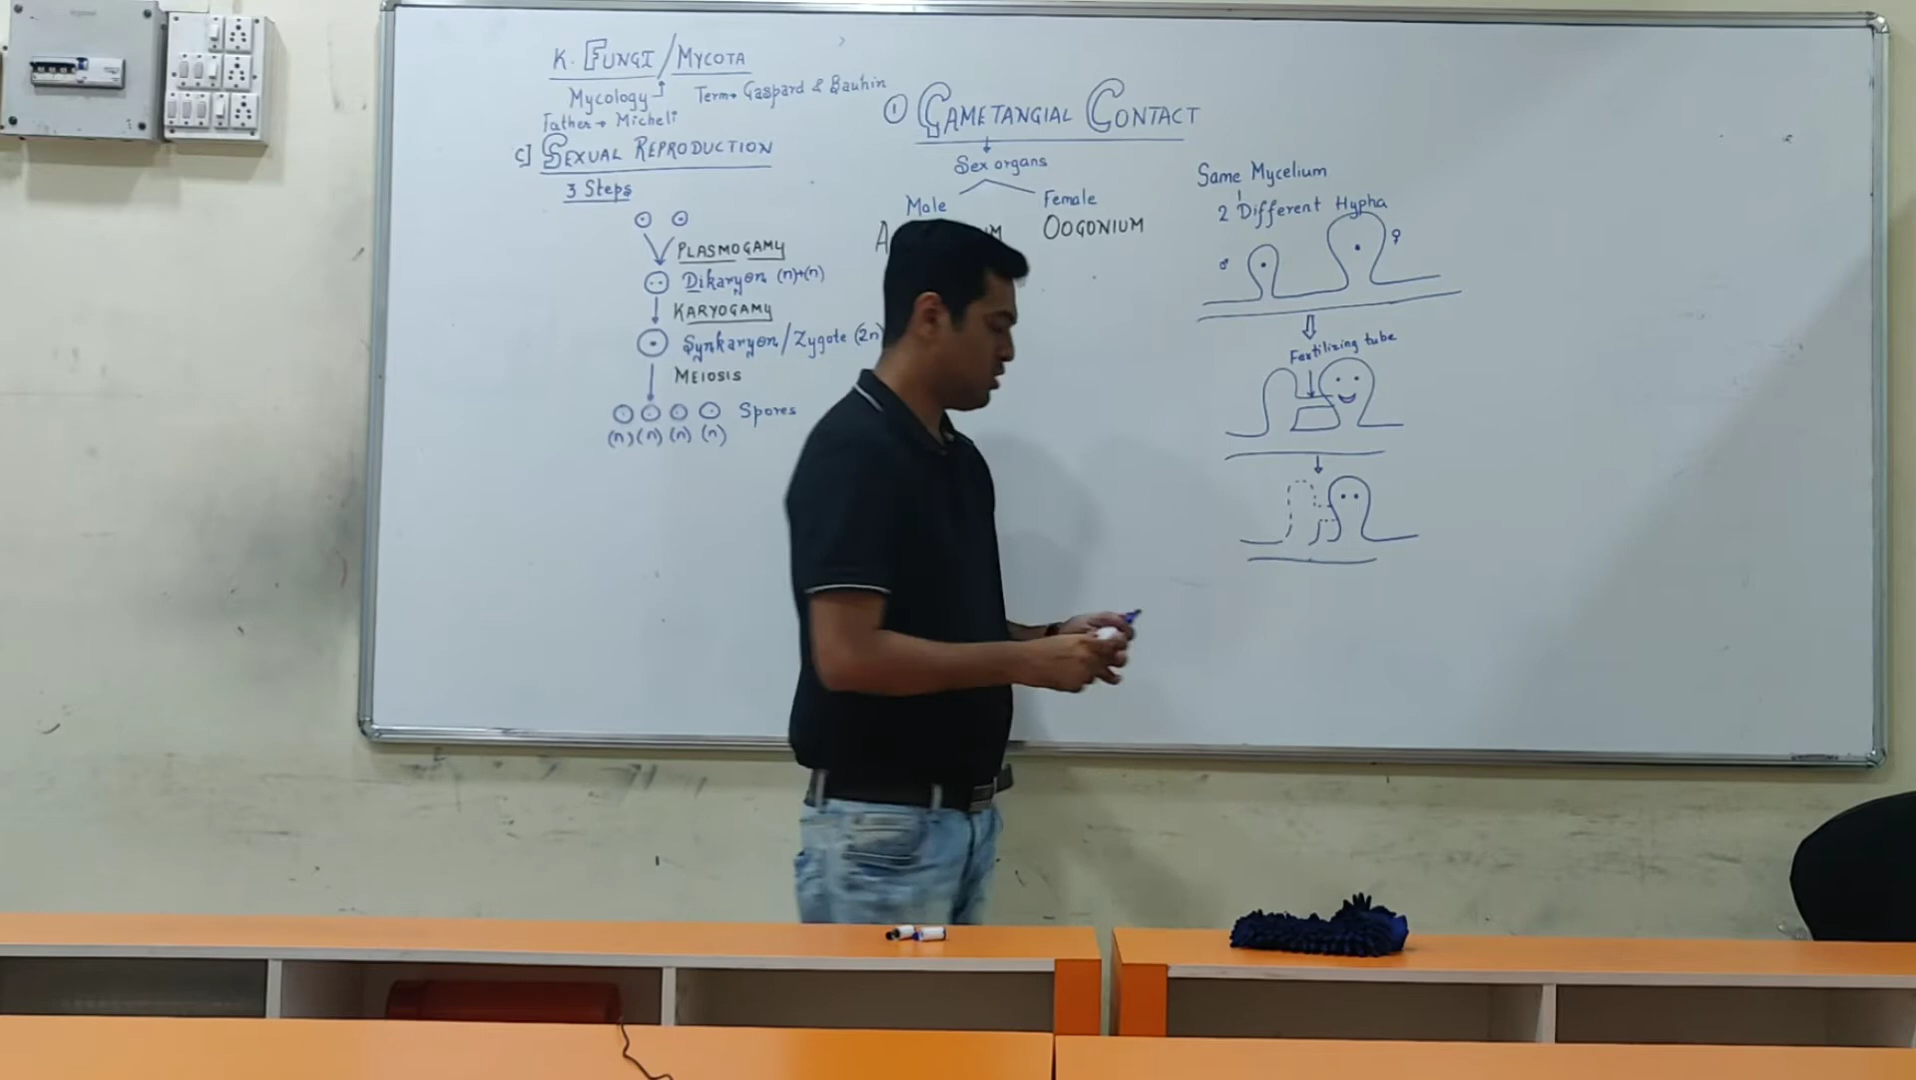 K. FUNGI/MYCOTA
Mycology
Term→ Gaspard & Bauhin
Father → Micheli
C] SEXUAL REPRODUCTION
3 Steps
PLASMOGAMY
Dikaryon (n)+(n)
KARYOGAMY
Synkaryon/Zygote (2n)
MEIOSIS
Spores
(n) (n) (n) (n)
① GAMETANGIAL CONTACT
Sex organs
Male Female
OOGONIUM
Same Mycelium
2 Different Hypha
♂ ♀
Fertilizing tube